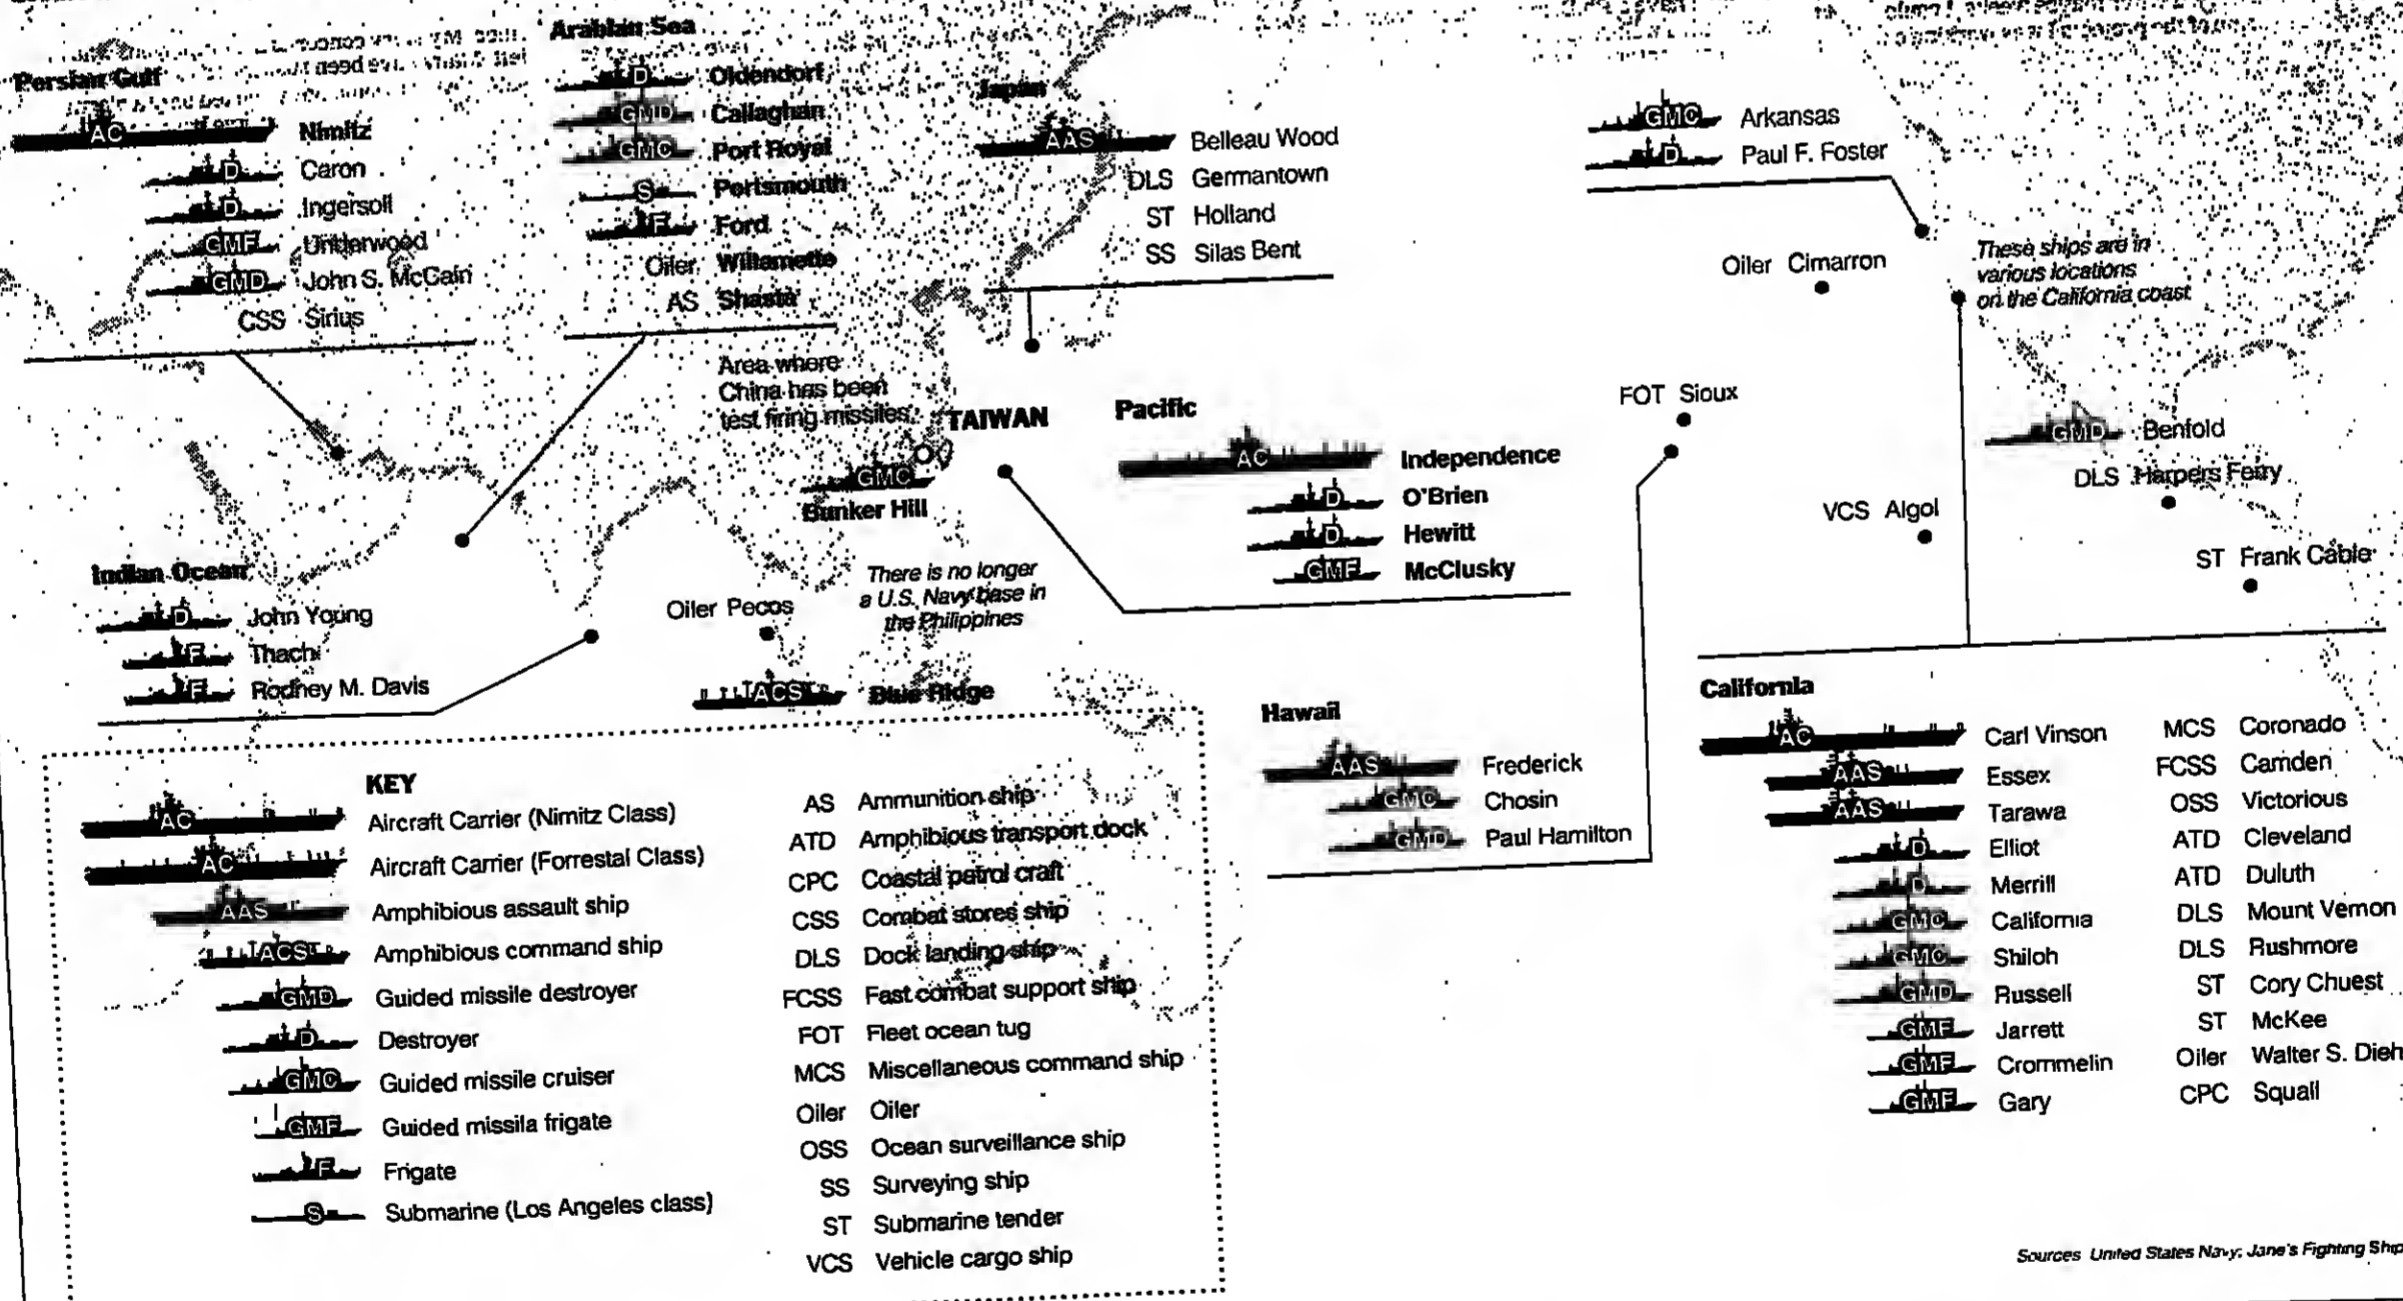 Persian Gulf
AC Nimitz
D Caron
D Ingersoll
GMF Underwood
GMD John S. McCain
CSS Sirius
Arabian Sea
D Oldendorf
GMD Callaghan
GMC Port Royal
S Portsmouth
F Ford
Oiler Willamette
AS Shasta
Japan
AAS Belleau Wood
DLS Germantown
ST Holland
SS Silas Bent
GMC Arkansas
D Paul F. Foster
Oiler Cimarron
These ships are in
various locations
on the California coast
Area where
China has been
test firing missiles
TAIWAN
GMC
Bunker Hill
Pacific
AC Independence
D O'Brien
D Hewitt
GMF McClusky
FOT Sioux
GMD Benfold
DLS Harpers Ferry
VCS Algol
ST Frank Cable
Indian Ocean
D John Young
F Thach
F Rodney M. Davis
Oiler Pecos
There is no longer
a U.S. Navy base in
the Philippines
ACS Blue Ridge
Hawaii
AAS Frederick
GMC Chosin
GMD Paul Hamilton
California
AC Carl Vinson
AAS Essex
AAS Tarawa
D Elliot
D Merrill
GMC California
GMC Shiloh
GMD Russell
GMF Jarrett
GMF Crommelin
GMF Gary
MCS Coronado
FCSS Camden
OSS Victorious
ATD Cleveland
ATD Duluth
DLS Mount Vernon
DLS Rushmore
ST Cory Chuest
ST McKee
Oiler Walter S. Dieh
CPC Squall
KEY
AC Aircraft Carrier (Nimitz Class)
AC Aircraft Carrier (Forrestal Class)
AAS Amphibious assault ship
ACS Amphibious command ship
GMD Guided missile destroyer
D Destroyer
GMC Guided missile cruiser
GMF Guided missila frigate
F Frigate
S Submarine (Los Angeles class)
AS Ammunition ship
ATD Amphibious transport dock
CPC Coastal patrol craft
CSS Combat stores ship
DLS Dock landing ship
FCSS Fast combat support ship
FOT Fleet ocean tug
MCS Miscellaneous command ship
Oiler Oiler
OSS Ocean surveillance ship
SS Surveying ship
ST Submarine tender
VCS Vehicle cargo ship
Sources United States Navy; Jane's Fighting Ship